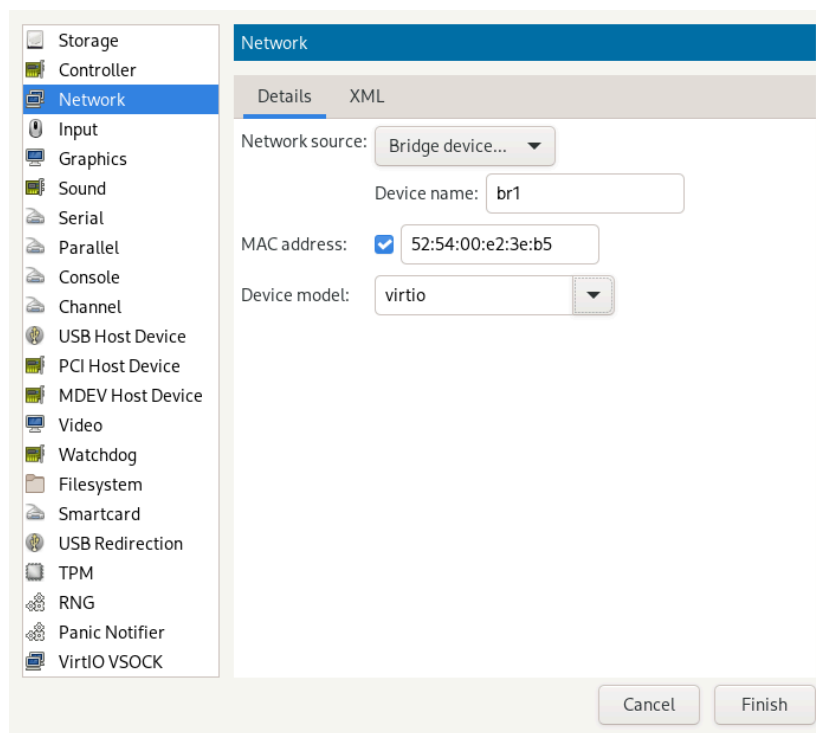 Storage
Controller
Network
Input
Graphics
Sound
Serial
Parallel
Console
Channel
USB Host Device
PCI Host Device
MDEV Host Device
Video
Watchdog
Filesystem
Smartcard
USB Redirection
TPM
RNG
Panic Notifier
VirtIO VSOCK
Network
Details XML
Network source: Bridge device...
Device name: br1
MAC address: 52:54:00:e2:3e:b5
Device model: virtio
Cancel Finish